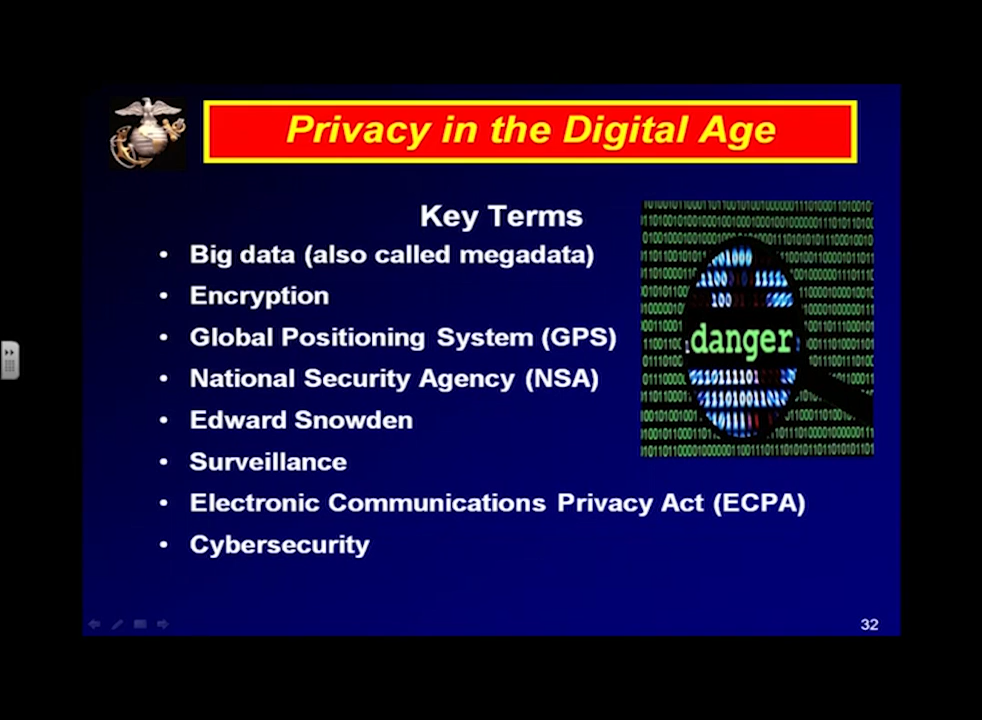 Privacy in the Digital Age
Key Terms
• Big data (also called megadata)
• Encryption
• Global Positioning System (GPS)
• National Security Agency (NSA)
• Edward Snowden
• Surveillance
• Electronic Communications Privacy Act (ECPA)
• Cybersecurity
danger
32